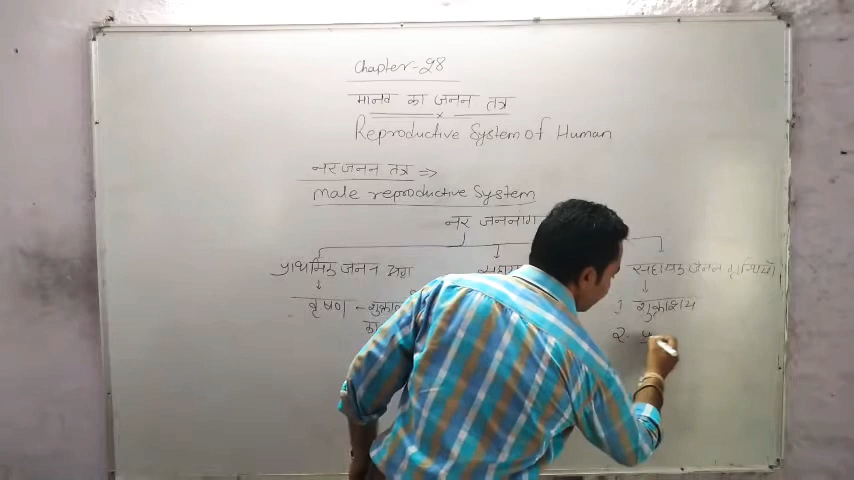 Chapter-28
मानव का जनन तंत्र
x
Reproductive System of Human
नर जनन तंत्र ⇒
male reproductive System
नर जननांग
प्राथमिक जनन अंग
सहायक जनन ग्रन्थियाँ
वृषण -
1 शुक्राशय
२.